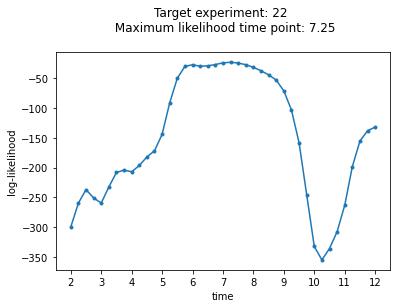 Target experiment: 22
Maximum likelihood time point: 7.25
−50
−100
−150
−200
−250
−300
−350
log-likelihood
2 3 4 5 6 7 8 9 10 11 12
time